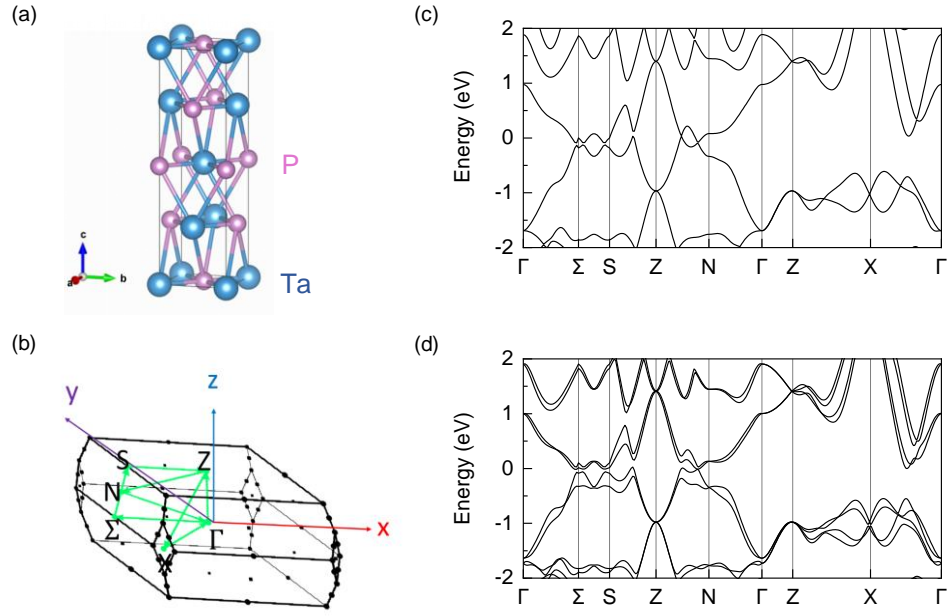 (a)
P
Ta
c
a
b
(b)
z
y
x
S
Z
N
Σ
Γ
X
(c)
Energy (eV)
2
1
0
-1
-2
Γ Σ S Z N Γ Z X Γ
(d)
Energy (eV)
2
1
0
-1
-2
Γ Σ S Z N Γ Z X Γ